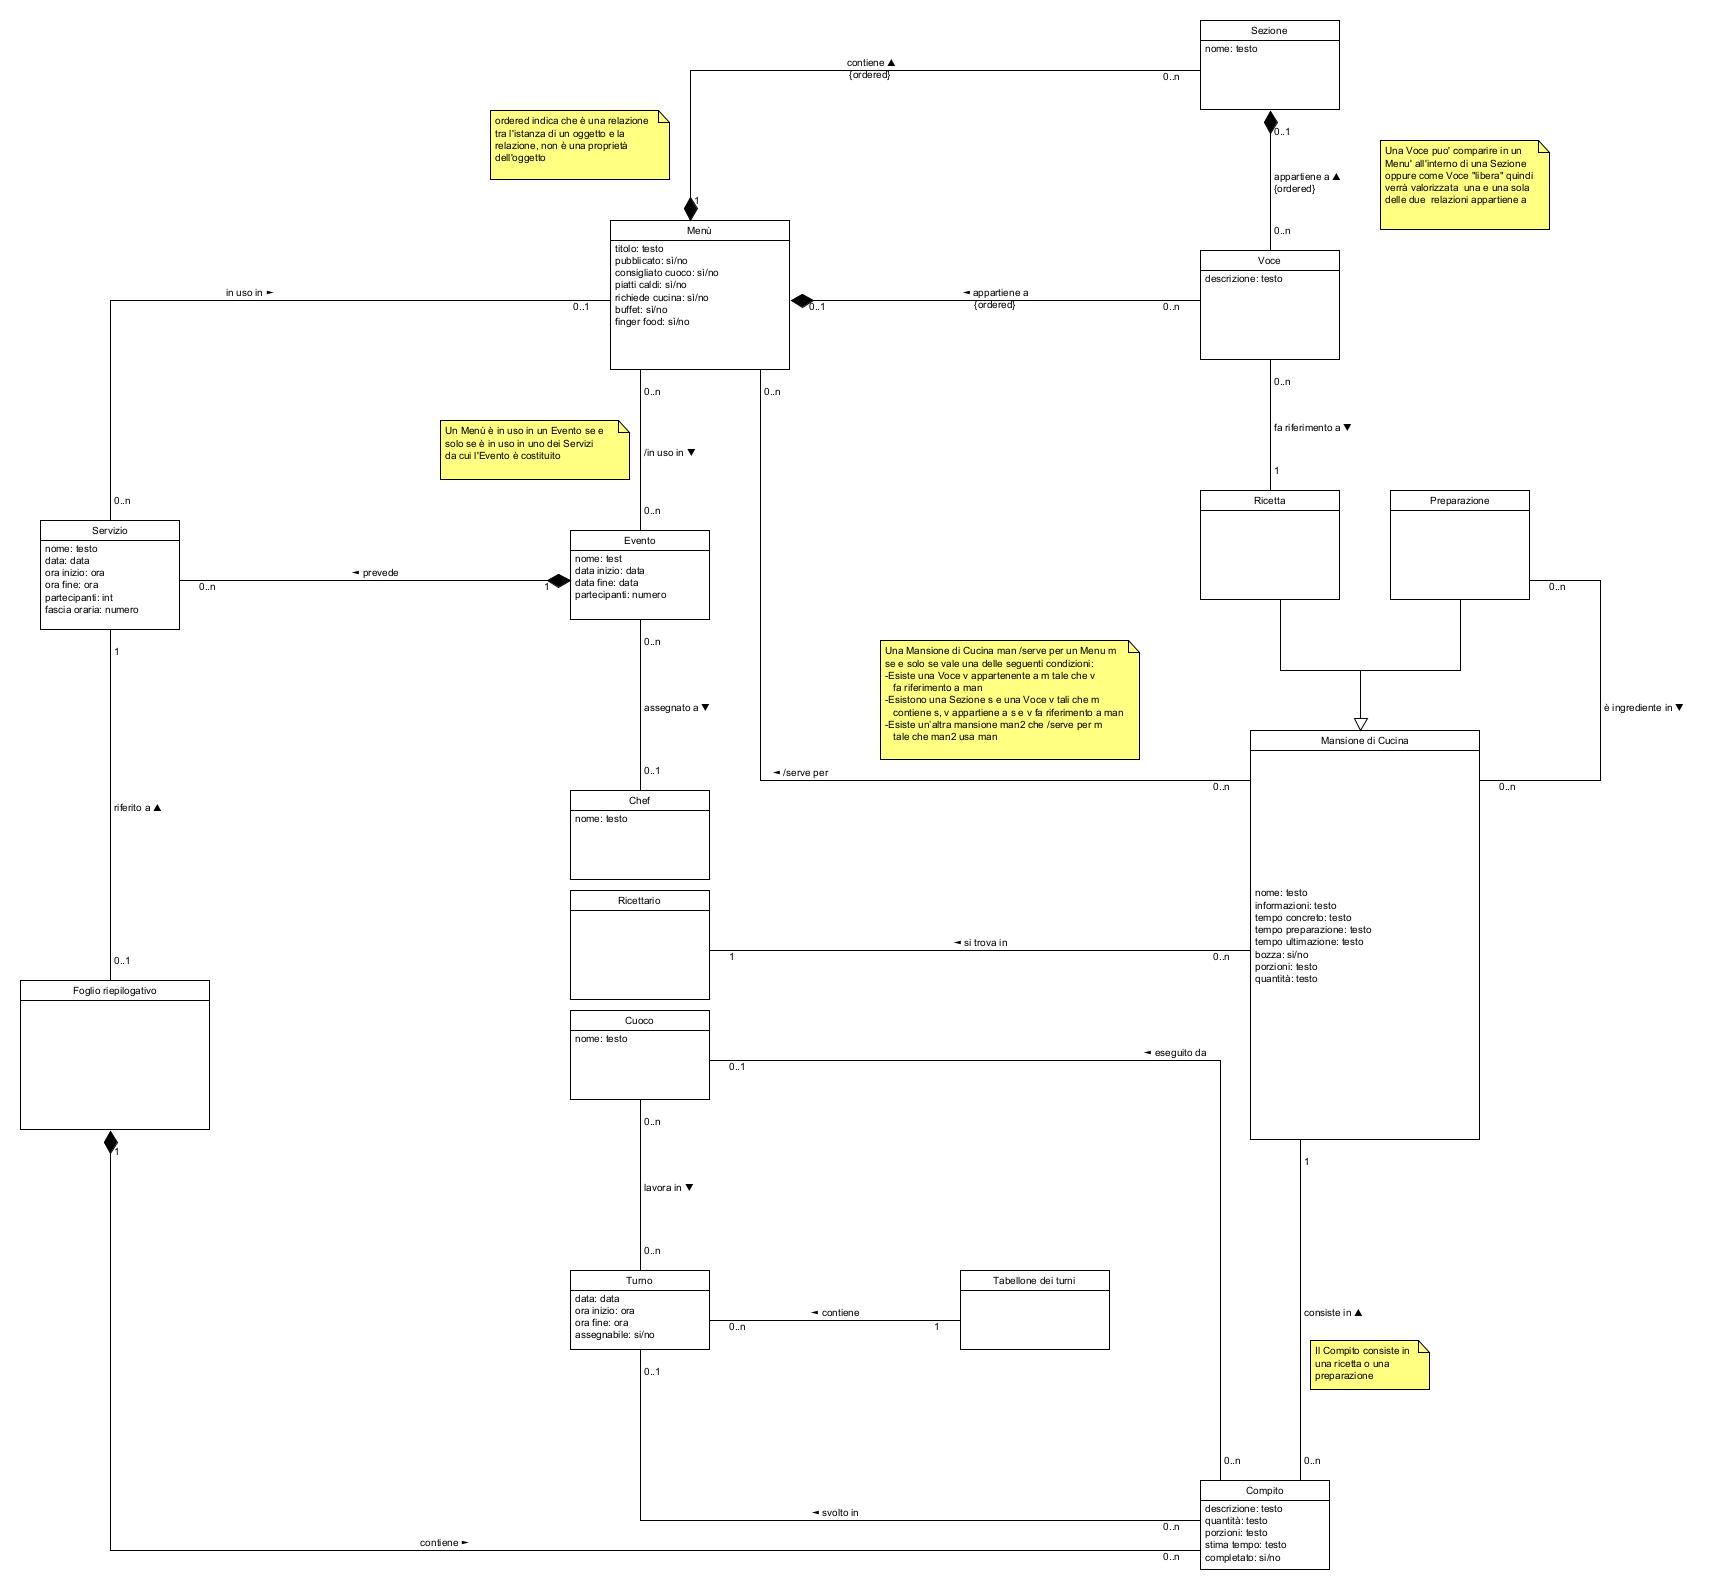 Sezione
nome: testo
contiene ▲
{ordered}
0..n
0..1
ordered indica che è una relazione
tra l'istanza di un oggetto e la
relazione, non è una proprietà
dell'oggetto
Una Voce puo' comparire in un
Menu' all'interno di una Sezione
oppure come Voce "libera" quindi
verrà valorizzata una e una sola
delle due relazioni appartiene a
appartiene a ▲
{ordered}
0..n
1
Menù
titolo: testo
pubblicato: sì/no
consigliato cuoco: sì/no
piatti caldi: sì/no
richiede cucina: sì/no
buffet: sì/no
finger food: sì/no
Voce
descrizione: testo
in uso in ►
0..1
◄ appartiene a
{ordered}
0..1
0..n
0..n
0..n
0..n
fa riferimento a ▼
1
Un Menù è in uso in un Evento se e
solo se è in uso in uno dei Servizi
da cui l'Evento è costituito
/in uso in ▼
0..n
0..n
Ricetta
Preparazione
Servizio
nome: testo
data: data
ora inizio: ora
ora fine: ora
partecipanti: int
fascia oraria: numero
Evento
nome: test
data inizio: data
data fine: data
partecipanti: numero
◄ prevede
0..n
1
0..n
1
0..n
Una Mansione di Cucina man /serve per un Menu m
se e solo se vale una delle seguenti condizioni:
-Esiste una Voce v appartenente a m tale che v
fa riferimento a man
-Esistono una Sezione s e una Voce v tali che m
contiene s, v appartiene a s e v fa riferimento a man
-Esiste un'altra mansione man2 che /serve per m
tale che man2 usa man
assegnato a ▼
è ingrediente in ▼
0..1
Mansione di Cucina
nome: testo
informazioni: testo
tempo concreto: testo
tempo preparazione: testo
tempo ultimazione: testo
bozza: si/no
porzioni: testo
quantità: testo
◄ /serve per
0..n
0..n
Chef
nome: testo
riferito a ▲
Ricettario
◄ si trova in
1
0..n
0..1
Foglio riepilogativo
Cuoco
nome: testo
◄ eseguito da
0..1
0..n
1
1
lavora in ▼
0..n
Turno
data: data
ora inizio: ora
ora fine: ora
assegnabile: si/no
Tabellone dei turni
◄ contiene
0..n
1
consiste in ▲
Il Compito consiste in
una ricetta o una
preparazione
0..1
0..n
0..n
Compito
descrizione: testo
quantità: testo
porzioni: testo
stima tempo: testo
completato: si/no
◄ svolto in
0..n
contiene ►
0..n